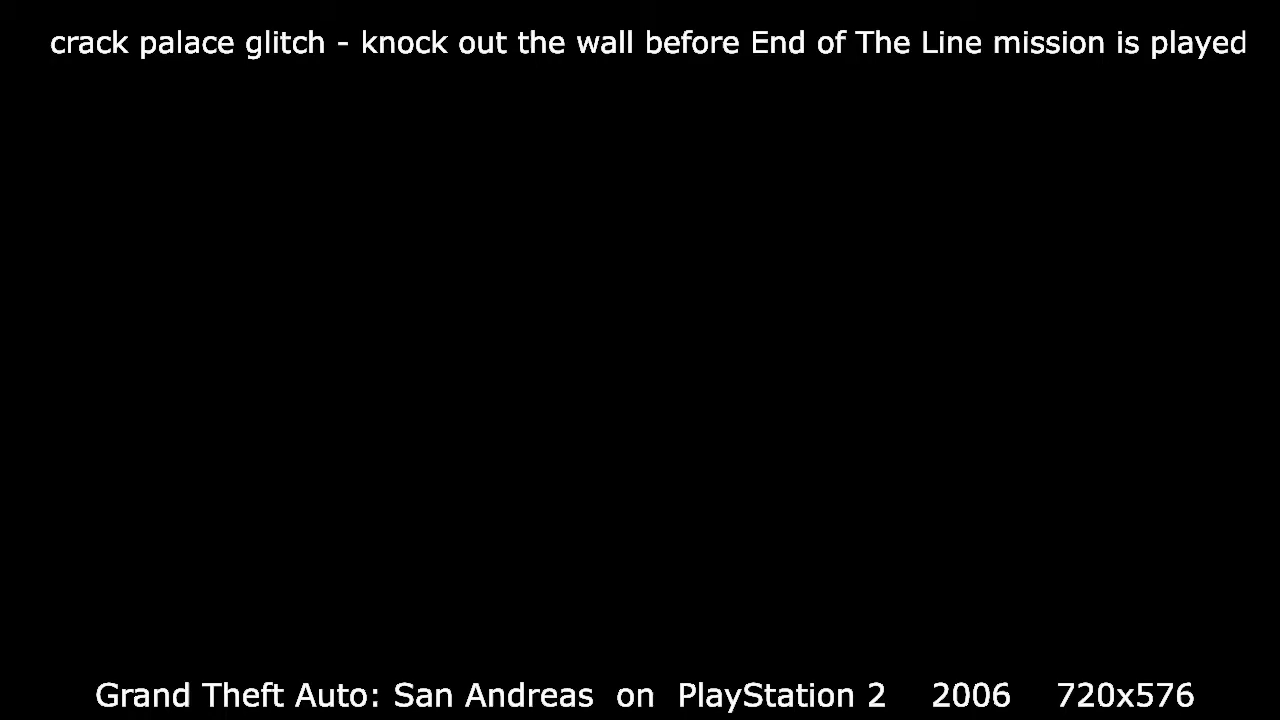 crack palace glitch - knock out the wall before End of The Line mission is played
Grand Theft Auto: San Andreas on PlayStation 2 2006 720x576